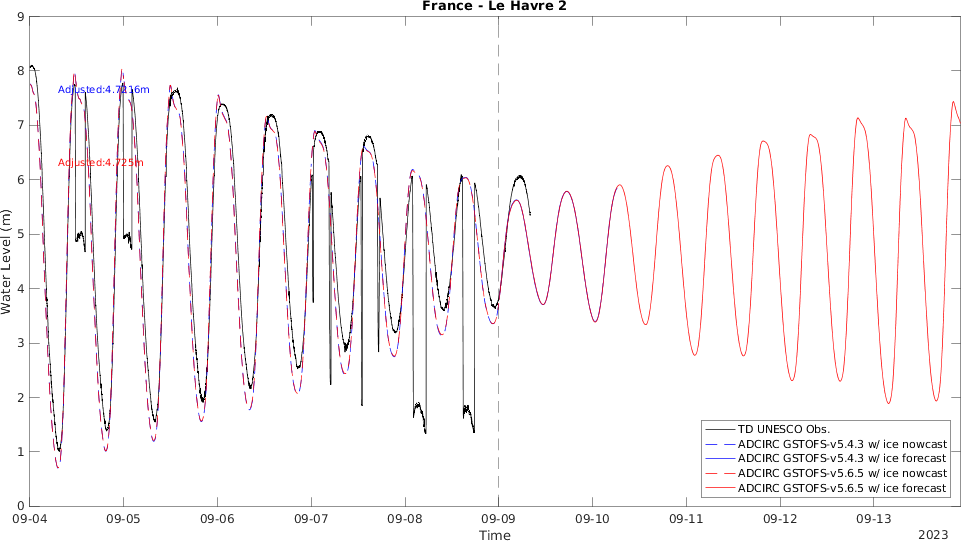 France - Le Havre 2
9
8
7
6
5
4
3
2
1
0
Water Level (m)
Adjusted:4.7216m
Adjusted:4.725m
TD UNESCO Obs.
ADCIRC GSTOFS-v5.4.3 w/ ice nowcast
ADCIRC GSTOFS-v5.4.3 w/ ice forecast
ADCIRC GSTOFS-v5.6.5 w/ ice nowcast
ADCIRC GSTOFS-v5.6.5 w/ ice forecast
09-04 09-05 09-06 09-07 09-08 09-09 09-10 09-11 09-12 09-13
Time
2023